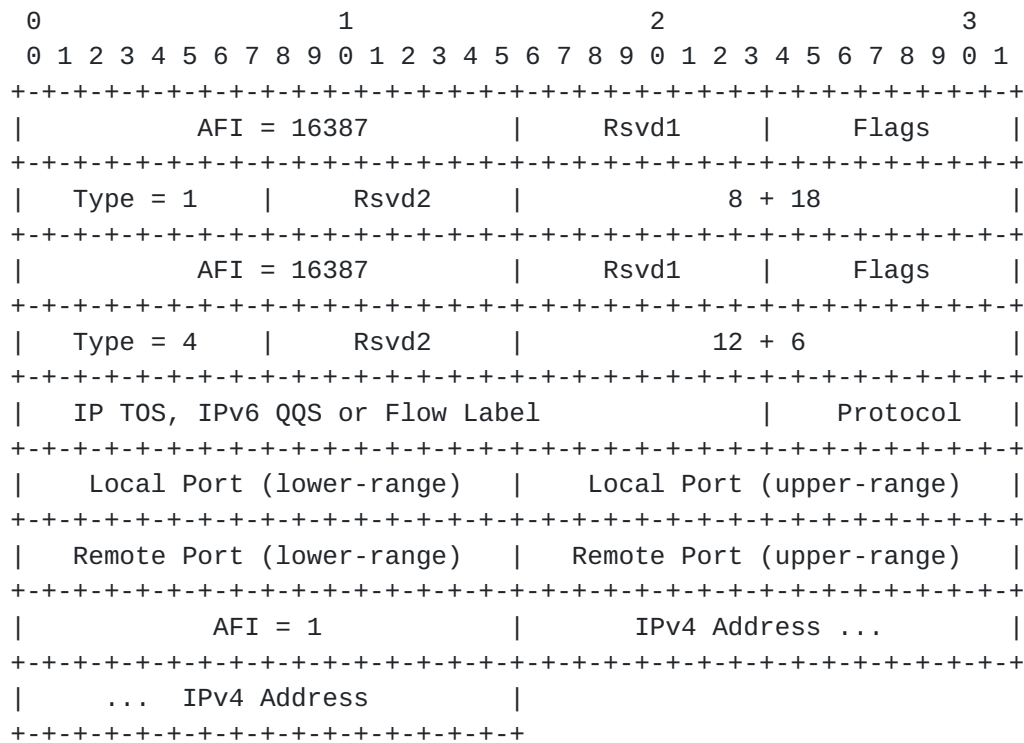 0                   1                   2                   3
0 1 2 3 4 5 6 7 8 9 0 1 2 3 4 5 6 7 8 9 0 1 2 3 4 5 6 7 8 9 0 1
+-+-+-+-+-+-+-+-+-+-+-+-+-+-+-+-+-+-+-+-+-+-+-+-+-+-+-+-+-+-+-+-+
|           AFI = 16387         |     Rsvd1     |     Flags     |
+-+-+-+-+-+-+-+-+-+-+-+-+-+-+-+-+-+-+-+-+-+-+-+-+-+-+-+-+-+-+-+-+
|   Type = 1    |     Rsvd2     |             8 + 18            |
+-+-+-+-+-+-+-+-+-+-+-+-+-+-+-+-+-+-+-+-+-+-+-+-+-+-+-+-+-+-+-+-+
|           AFI = 16387         |     Rsvd1     |     Flags     |
+-+-+-+-+-+-+-+-+-+-+-+-+-+-+-+-+-+-+-+-+-+-+-+-+-+-+-+-+-+-+-+-+
|   Type = 4    |     Rsvd2     |            12 + 6             |
+-+-+-+-+-+-+-+-+-+-+-+-+-+-+-+-+-+-+-+-+-+-+-+-+-+-+-+-+-+-+-+-+
|   IP TOS, IPv6 QQS or Flow Label              |    Protocol   |
+-+-+-+-+-+-+-+-+-+-+-+-+-+-+-+-+-+-+-+-+-+-+-+-+-+-+-+-+-+-+-+-+
|    Local Port (lower-range)   |    Local Port (upper-range)   |
+-+-+-+-+-+-+-+-+-+-+-+-+-+-+-+-+-+-+-+-+-+-+-+-+-+-+-+-+-+-+-+-+
|   Remote Port (lower-range)   |   Remote Port (upper-range)   |
+-+-+-+-+-+-+-+-+-+-+-+-+-+-+-+-+-+-+-+-+-+-+-+-+-+-+-+-+-+-+-+-+
|            AFI = 1            |       IPv4 Address ...        |
+-+-+-+-+-+-+-+-+-+-+-+-+-+-+-+-+-+-+-+-+-+-+-+-+-+-+-+-+-+-+-+-+
|     ...  IPv4 Address         |
+-+-+-+-+-+-+-+-+-+-+-+-+-+-+-+-+